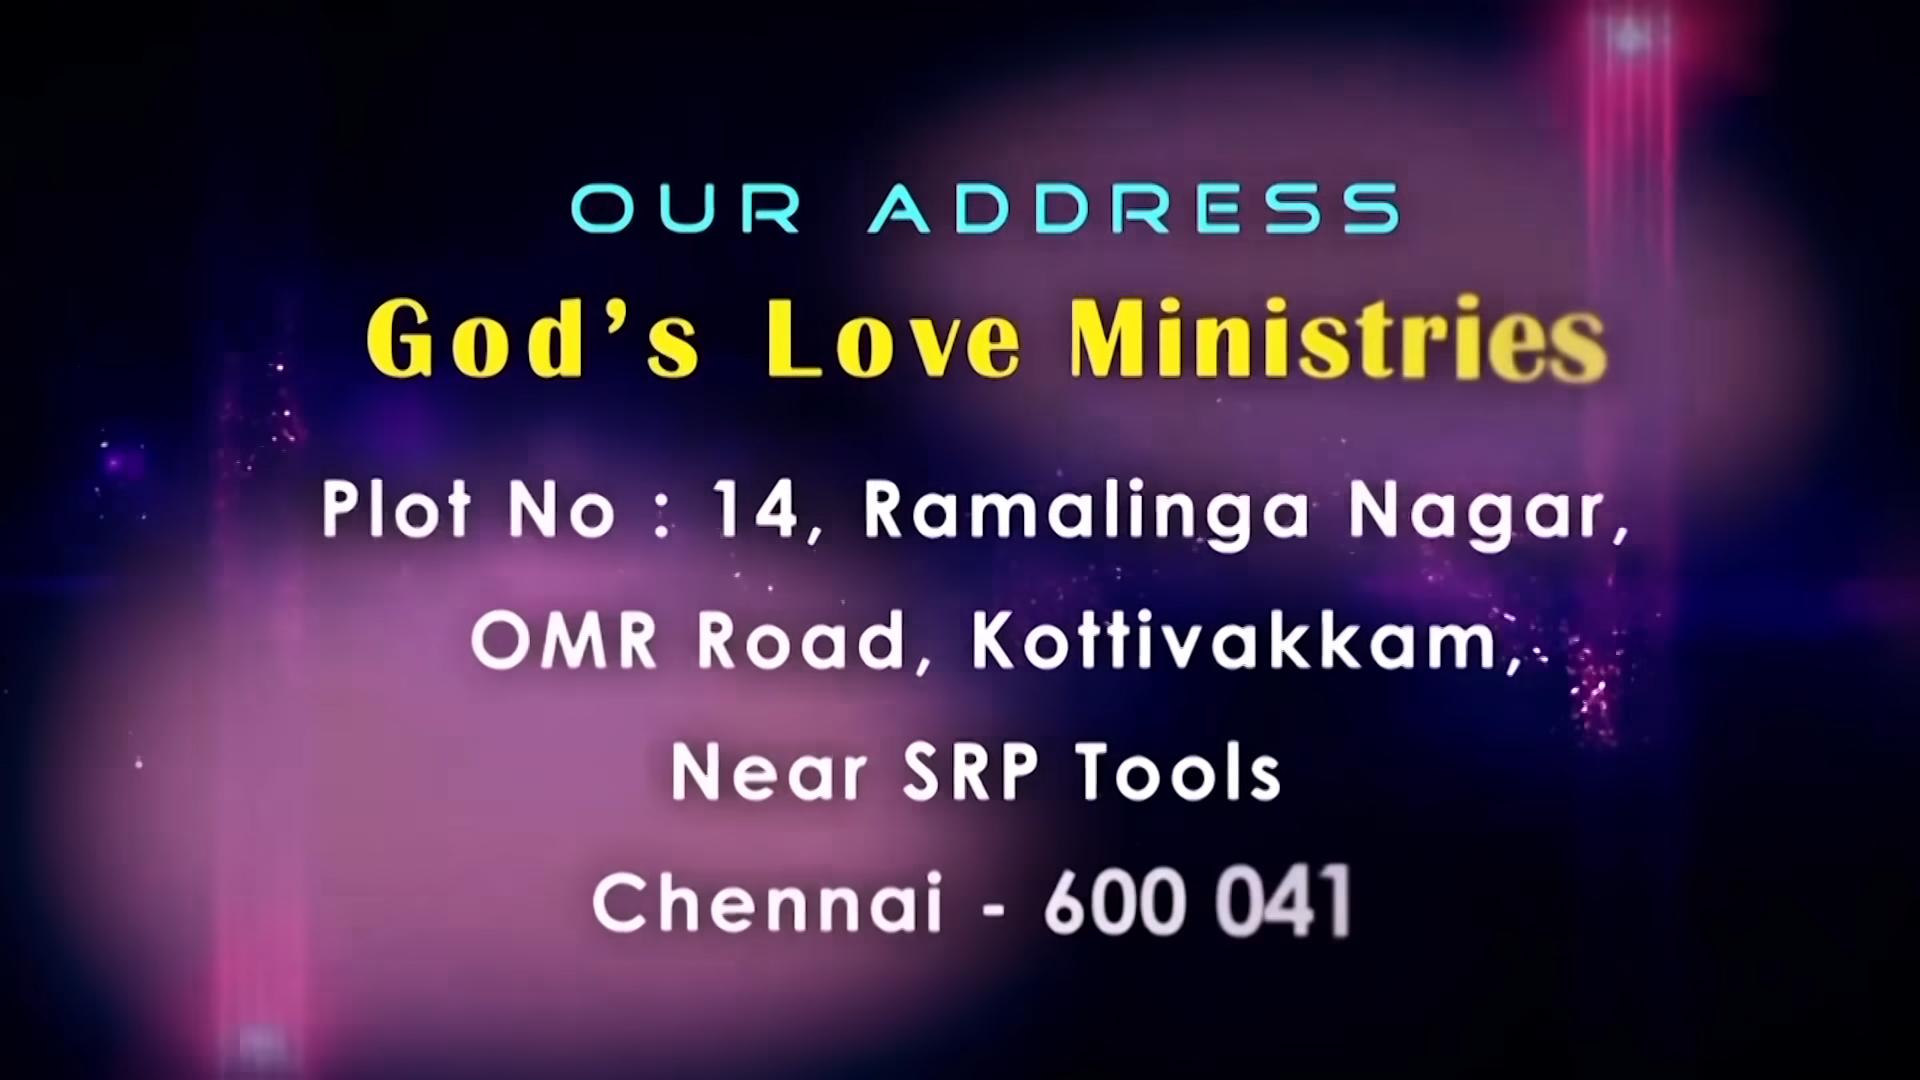 OUR ADDRESS
God’s Love Ministries
Plot No : 14, Ramalinga Nagar,
OMR Road, Kottivakkam,
Near SRP Tools
Chennai - 600 041